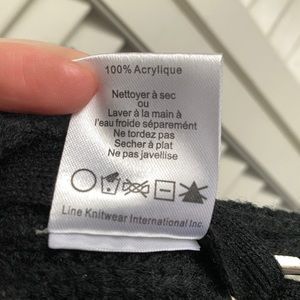 100% Acrylique
Nettoyer à sec
ou
Laver à la main à
l'eau froide séparément
Ne tordez pas
Secher à plat
Ne pas javellise
Line Knitwear International Inc.